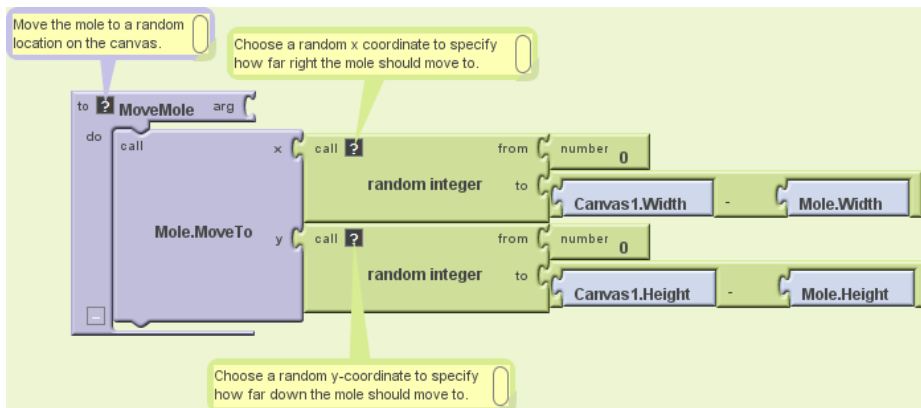 Move the mole to a random
location on the canvas.
Choose a random x coordinate to specify
how far right the mole should move to.
to ? MoveMole arg
do
call x call ? from number 0
random integer to Canvas1.Width - Mole.Width
Mole.MoveTo y call ? from number 0
random integer to Canvas1.Height - Mole.Height
Choose a random y-coordinate to specify
how far down the mole should move to.